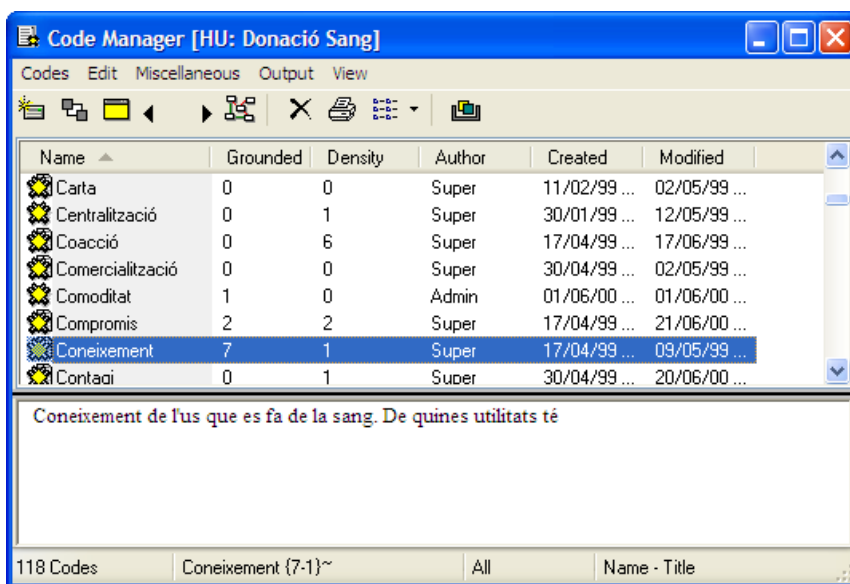 Code Manager [HU: Donació Sang]
Codes Edit Miscellaneous Output View
Name Grounded Density Author Created Modified
Carta 0 0 Super 11/02/99 ... 02/05/99 ...
Centralització 0 1 Super 30/01/99 ... 12/05/99 ...
Coacció 0 6 Super 17/04/99 ... 17/06/99 ...
Comercialització 0 0 Super 30/04/99 ... 02/05/99 ...
Comoditat 1 0 Admin 01/06/00 ... 01/06/00 ...
Compromis 2 2 Super 17/04/99 ... 21/06/00 ...
Coneixement 7 1 Super 17/04/99 ... 09/05/99 ...
Contagi 0 1 Super 30/04/99 ... 20/06/00 ...
Coneixement de l'us que es fa de la sang. De quines utilitats té
118 Codes Coneixement {7-1}~ All Name - Title